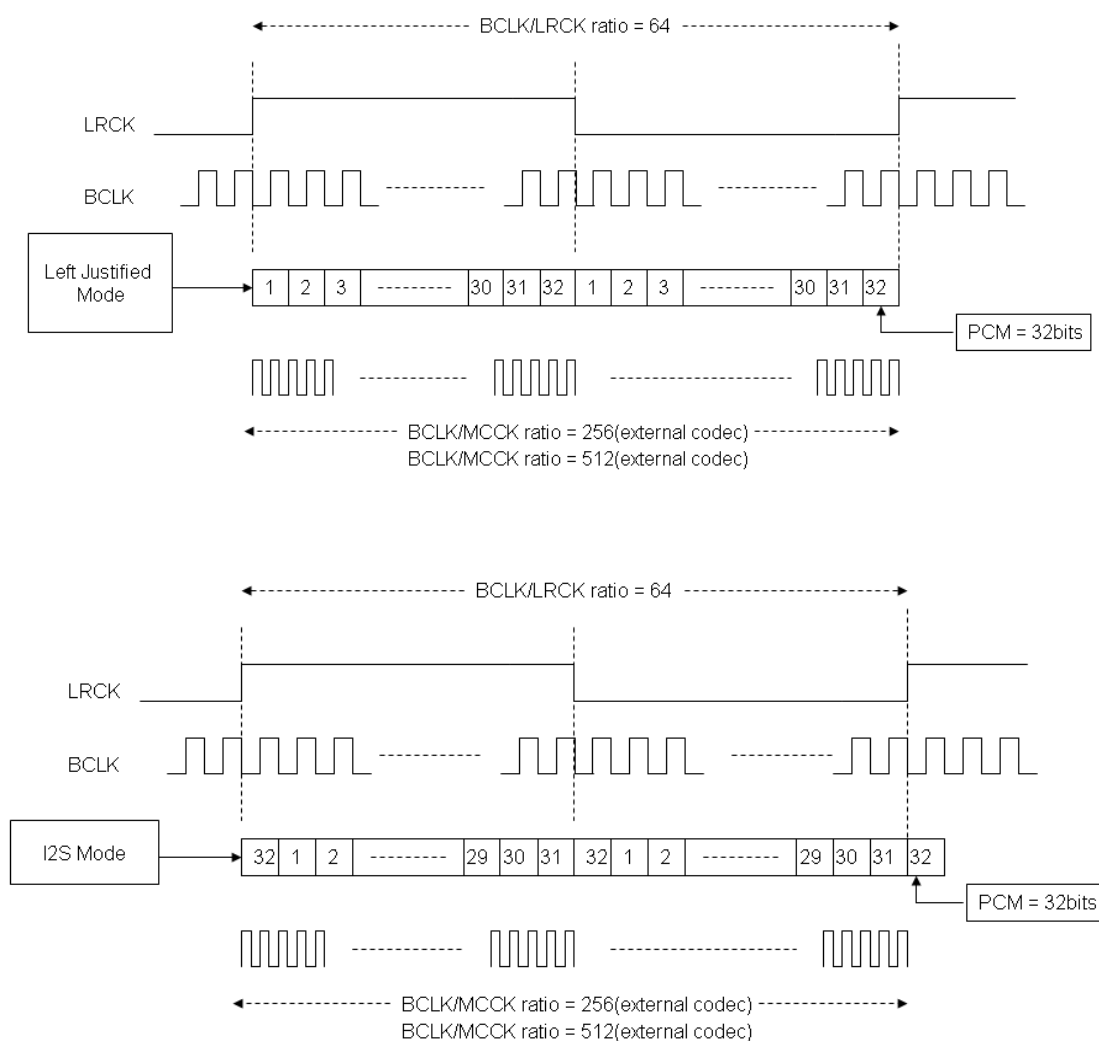 BCLK/LRCK ratio = 64
LRCK
BCLK
Left Justified
Mode
1 2 3 30 31 32 1 2 3 30 31 32
PCM = 32bits
BCLK/MCCK ratio = 256(external codec)
BCLK/MCCK ratio = 512(external codec)
BCLK/LRCK ratio = 64
LRCK
BCLK
I2S Mode
32 1 2 29 30 31 32 1 2 29 30 31 32
PCM = 32bits
BCLK/MCCK ratio = 256(external codec)
BCLK/MCCK ratio = 512(external codec)